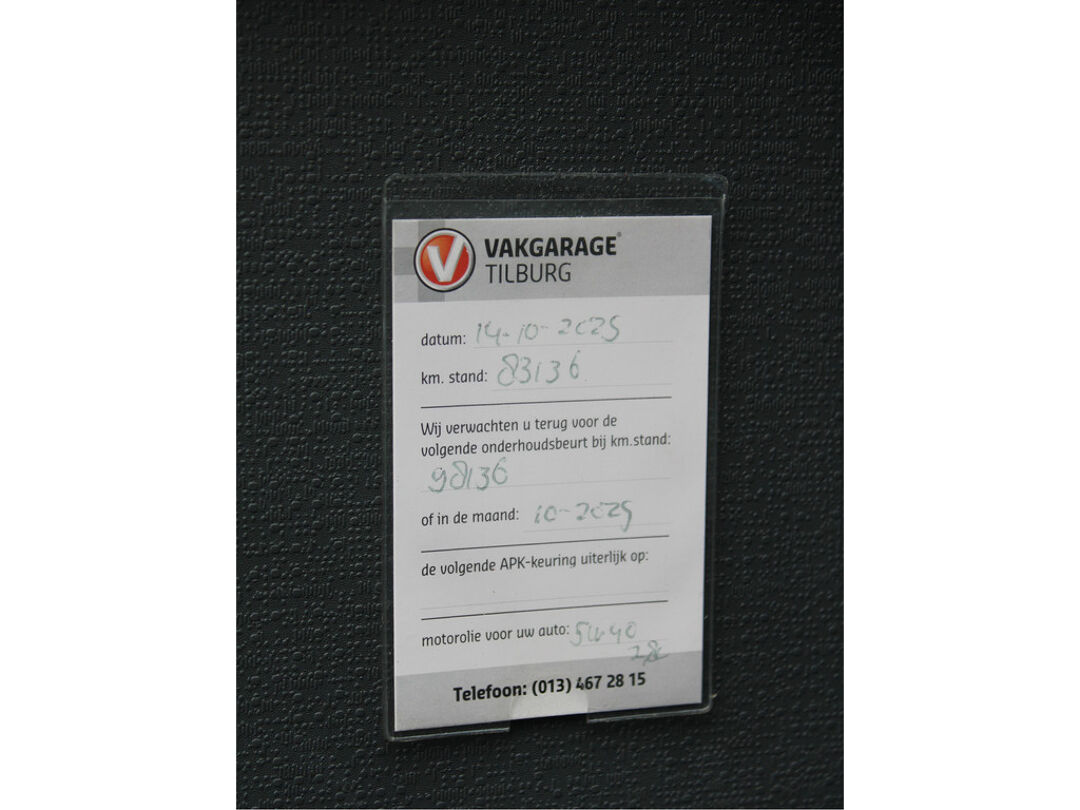 V VAKGARAGE®
TILBURG
datum: 14-10-2025
km. stand: 83136
Wij verwachten u terug voor de
volgende onderhoudsbeurt bij km.stand:
98136
of in de maand: 10-2025
de volgende APK-keuring uiterlijk op:
motorolie voor uw auto: 5W40
Telefoon: (013) 467 28 15